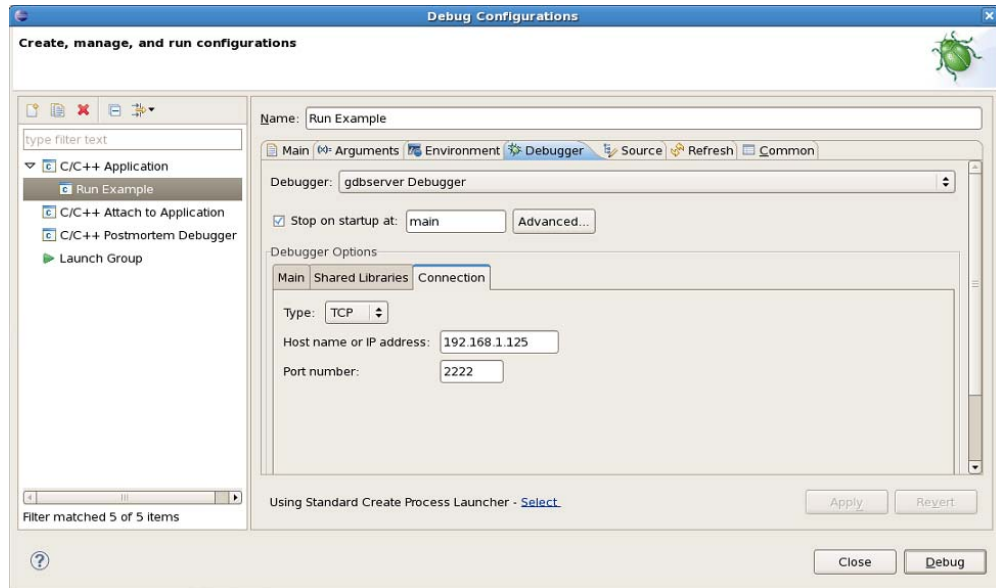 Debug Configurations
Create, manage, and run configurations
type filter text
C/C++ Application
Run Example
C/C++ Attach to Application
C/C++ Postmortem Debugger
Launch Group
Filter matched 5 of 5 items
Name: Run Example
Main (x)= Arguments Environment Debugger Source Refresh Common
Debugger: gdbserver Debugger
Stop on startup at: main Advanced...
Debugger Options
Main Shared Libraries Connection
Type: TCP
Host name or IP address: 192.168.1.125
Port number: 2222
Using Standard Create Process Launcher - Select
Apply Revert
Close Debug